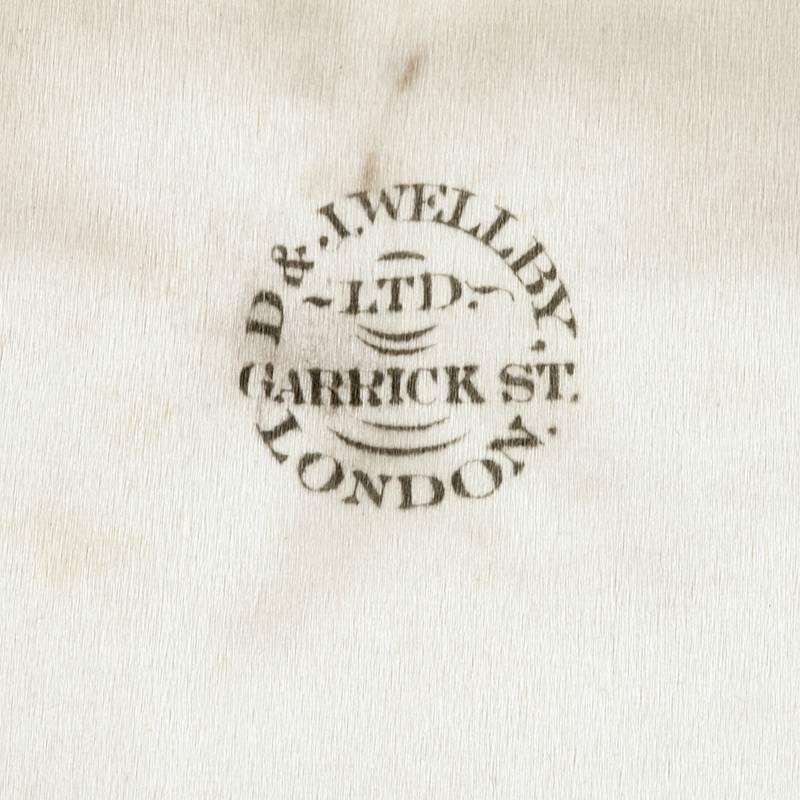 D & J. WELLBY,
~LTD.~
GARRICK ST.
LONDON.